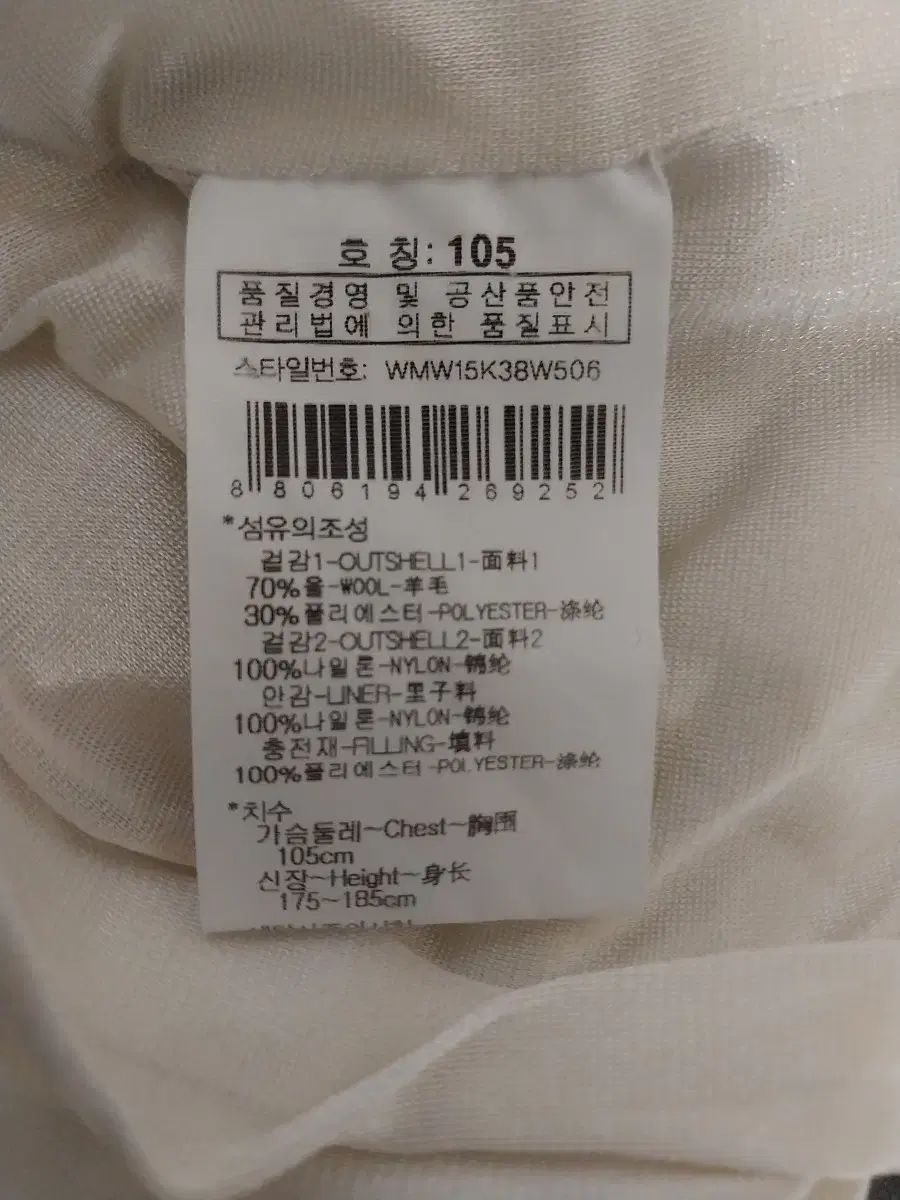 호 칭: 105
품질경영 및 공산품안전
관리법에 의한 품질표시
스타일번호: WMW15K38W506
8 806194 269252
*섬유의조성
겉감1-OUTSHELL1-面料1
70%울-WOOL-羊毛
30%폴리에스터-POLYESTER-涤纶
겉감2-OUTSHELL2-面料2
100%나일론-NYLON-锦纶
안감-LINER-里子料
100%나일론-NYLON-锦纶
충전재-FILLING-填料
100%폴리에스터-POLYESTER-涤纶
*치수
가슴둘레~Chest~胸围
105cm
신장~Height~身长
175~185cm